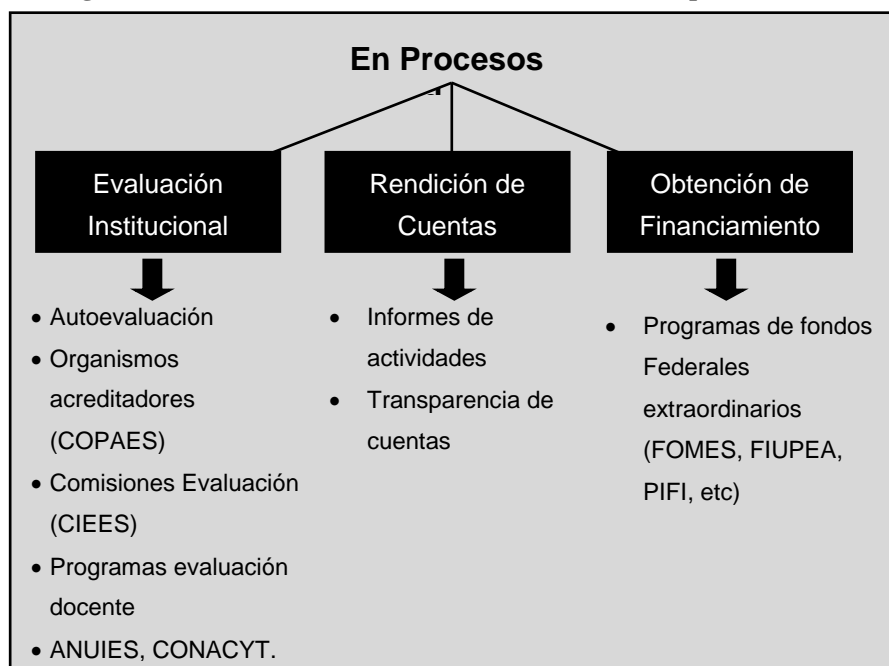 En Procesos
Evaluación
Institucional
Rendición de
Cuentas
Obtención de
Financiamiento
• Autoevaluación
• Organismos
acreditadores
(COPAES)
• Comisiones Evaluación
(CIEES)
• Programas evaluación
docente
• ANUIES, CONACYT.
• Informes de
actividades
• Transparencia de
cuentas
• Programas de fondos
Federales
extraordinarios
(FOMES, FIUPEA,
PIFI, etc)